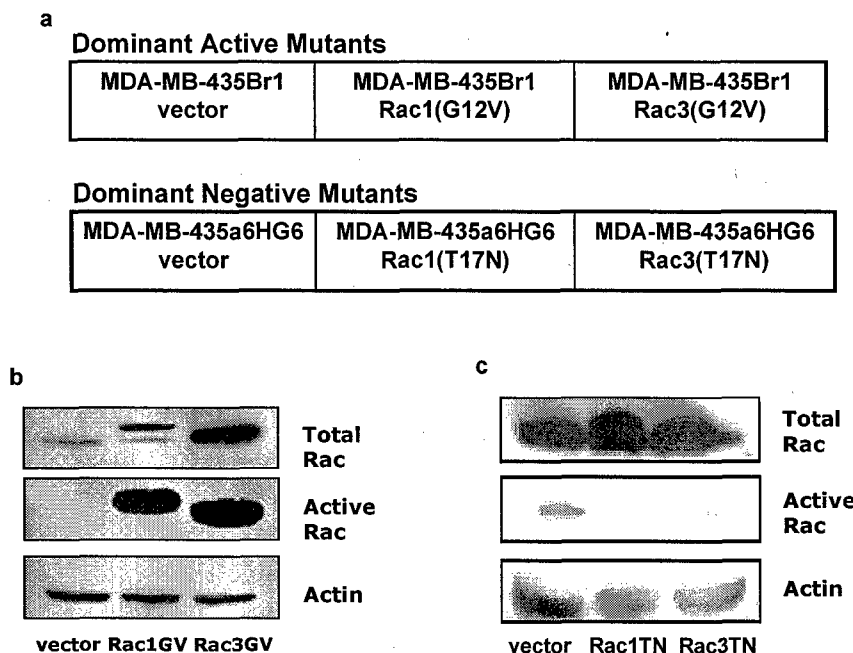 a
Dominant Active Mutants
MDA-MB-435Br1 vector
MDA-MB-435Br1 Rac1(G12V)
MDA-MB-435Br1 Rac3(G12V)
Dominant Negative Mutants
MDA-MB-435a6HG6 vector
MDA-MB-435a6HG6 Rac1(T17N)
MDA-MB-435a6HG6 Rac3(T17N)
b
Total
Rac
Active
Rac
Actin
vector Rac1GV Rac3GV
c
Total
Rac
Active
Rac
Actin
vector Rac1TN Rac3TN